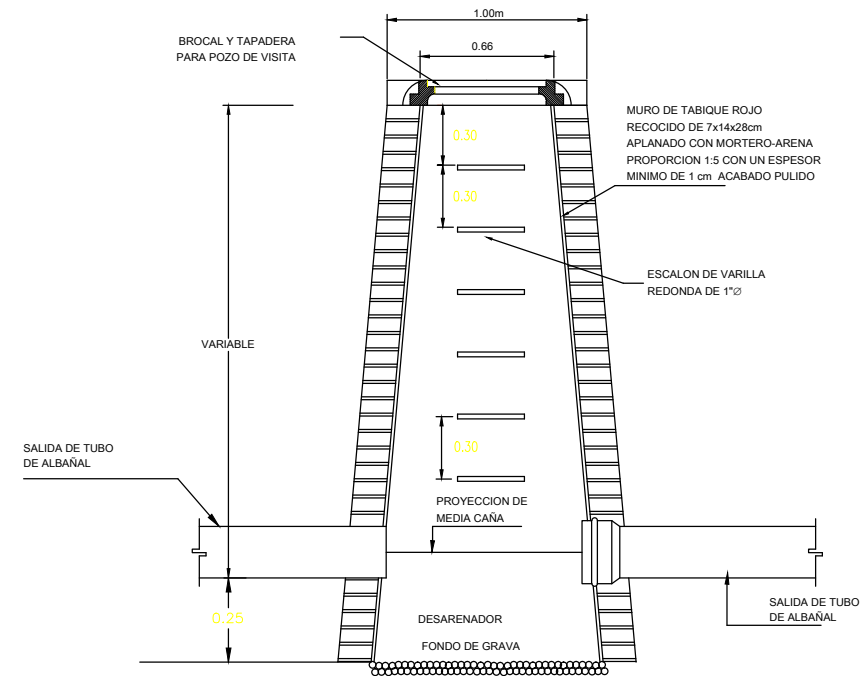 1.00m
BROCAL Y TAPADERA
PARA POZO DE VISITA
0.66
MURO DE TABIQUE ROJO
RECOCIDO DE 7x14x28cm
APLANADO CON MORTERO-ARENA
PROPORCION 1:5 CON UN ESPESOR
MINIMO DE 1 cm ACABADO PULIDO
0.30
0.30
ESCALON DE VARILLA
REDONDA DE 1"∅
VARIABLE
0.30
SALIDA DE TUBO
DE ALBAÑAL
PROYECCION DE
MEDIA CAÑA
0.25
DESARENADOR
FONDO DE GRAVA
SALIDA DE TUBO
DE ALBAÑAL